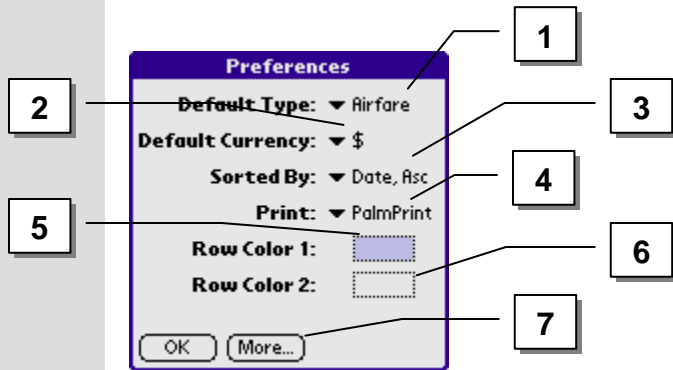 1
Preferences
2
Default Type: Airfare
3
Default Currency: $
Sorted By: Date, Asc
4
Print: PalmPrint
5
Row Color 1:
6
Row Color 2:
7
OK More...